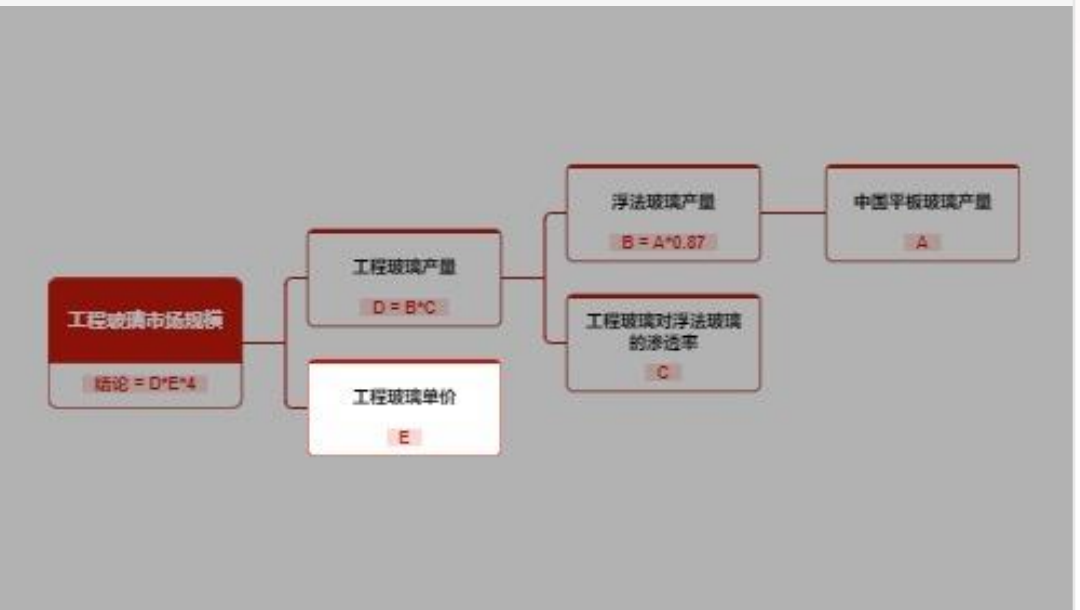 工程玻璃市场规模
结论 = D*E*4
工程玻璃产量
D = B*C
工程玻璃单价
E
浮法玻璃产量
B = A*0.87
工程玻璃对浮法玻璃
的渗透率
C
中国平板玻璃产量
A